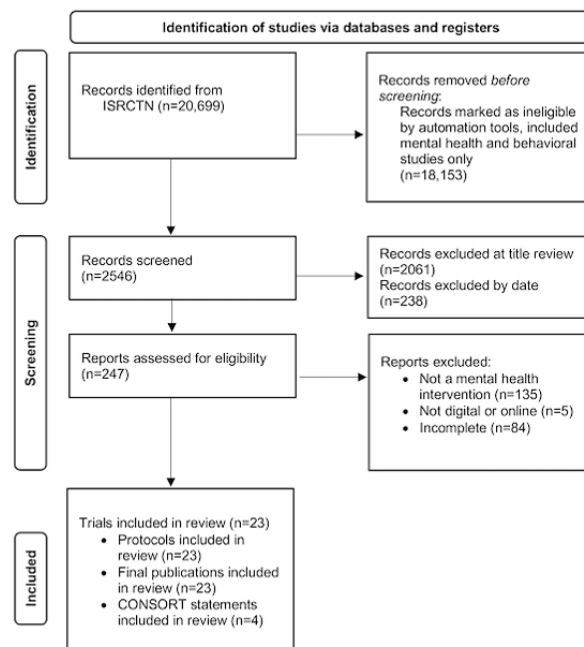 Identification of studies via databases and registers
Identification
Records identified from
ISRCTN (n=20,699)
Records removed before
screening:
Records marked as ineligible
by automation tools, included
mental health and behavioral
studies only
(n=18,153)
Screening
Records screened
(n=2546)
Records excluded at title review
(n=2061)
Records excluded by date
(n=238)
Reports assessed for eligibility
(n=247)
Reports excluded:
• Not a mental health
intervention (n=135)
• Not digital or online (n=5)
• Incomplete (n=84)
Included
Trials included in review (n=23)
• Protocols included in
review (n=23)
• Final publications included
in review (n=23)
• CONSORT statements
included in review (n=4)